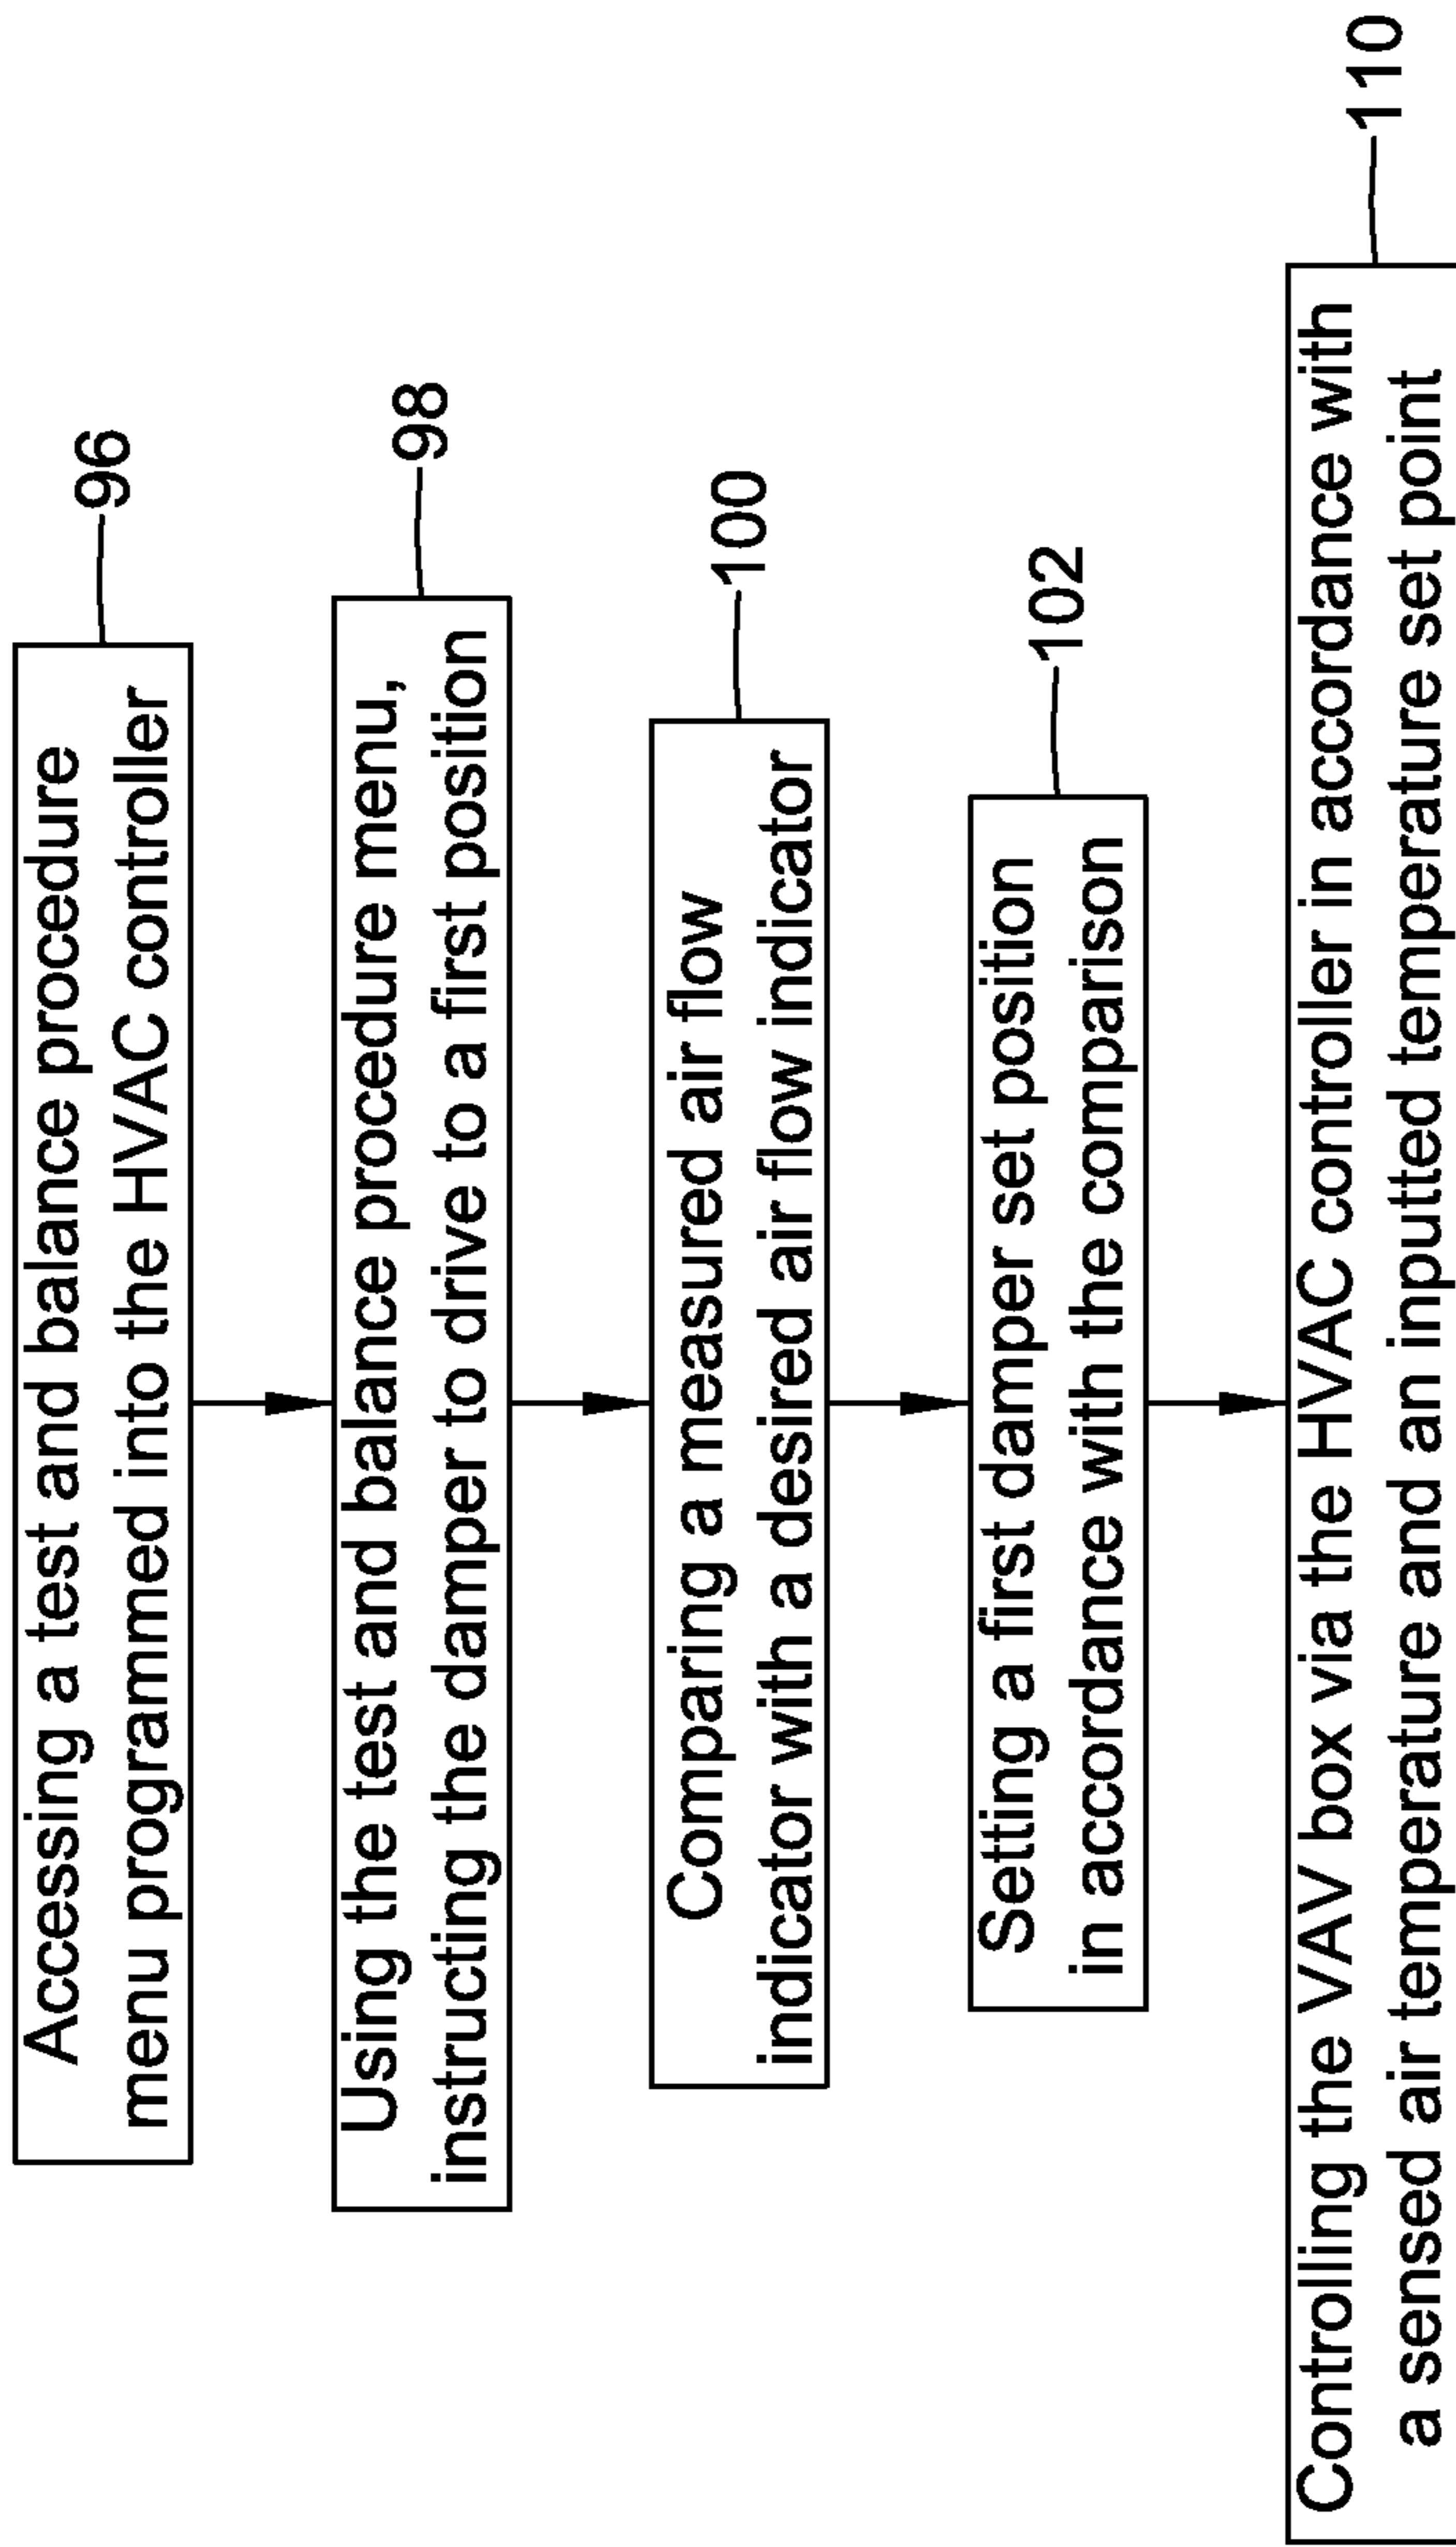 Accessing a test and balance procedure
menu programmed into the HVAC controller
96
Using the test and balance procedure menu,
instructing the damper to drive to a first position
98
Comparing a measured air flow
indicator with a desired air flow indicator
100
Setting a first damper set position
in accordance with the comparison
102
Controlling the VAV box via the HVAC controller in accordance with
a sensed air temperature and an inputted temperature set point
110